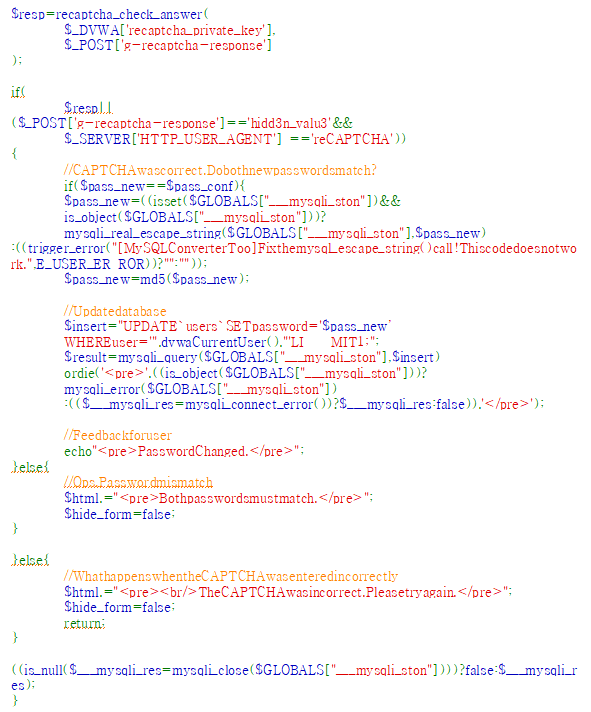 $resp=recaptcha_check_answer(
$_DVWA['recaptcha_private_key'],
$_POST['g-recaptcha-response']
);
if(
$resp||
($_POST['g-recaptcha-response']=='hidd3n_valu3'&&
$_SERVER['HTTP_USER_AGENT'] =='reCAPTCHA'))
{
//CAPTCHAwascorrect.Dobothnewpasswordsmatch?
if($pass_new==$pass_conf){
$pass_new=((isset($GLOBALS["___mysqli_ston"])&&
is_object($GLOBALS["___mysqli_ston"]))?
mysqli_real_escape_string($GLOBALS["___mysqli_ston"],$pass_new)
:((trigger_error("[MySQLConverterToo]Fixthemysql_escape_string()call!Thiscodedoesnotwo
rk.",E_USER_ER ROR))?"":""));
$pass_new=md5($pass_new);
//Updatedatabase
$insert="UPDATE`users`SETpassword='$pass_new'
WHEREuser='".dvwaCurrentUser()."'LI MIT1;";
$result=mysqli_query($GLOBALS["___mysqli_ston"],$insert)
ordie('<pre>'.((is_object($GLOBALS["___mysqli_ston"]))?
mysqli_error($GLOBALS["___mysqli_ston"])
:(($___mysqli_res=mysqli_connect_error())?$___mysqli_res:false)).'</pre>');
//Feedbackforuser
echo"<pre>PasswordChanged.</pre>";
}else{
//Ops.Passwordmismatch
$html.="<pre>Bothpasswordsmustmatch.</pre>";
$hide_form=false;
}
}else{
//WhathappenswhentheCAPTCHAwasenteredincorrectly
$html.="<pre><br/>TheCAPTCHAwasincorrect.Pleasetryagain.</pre>";
$hide_form=false;
return;
}
((is_null($___mysqli_res=mysqli_close($GLOBALS["___mysqli_ston"])))?false:$___mysqli_r
es);
}